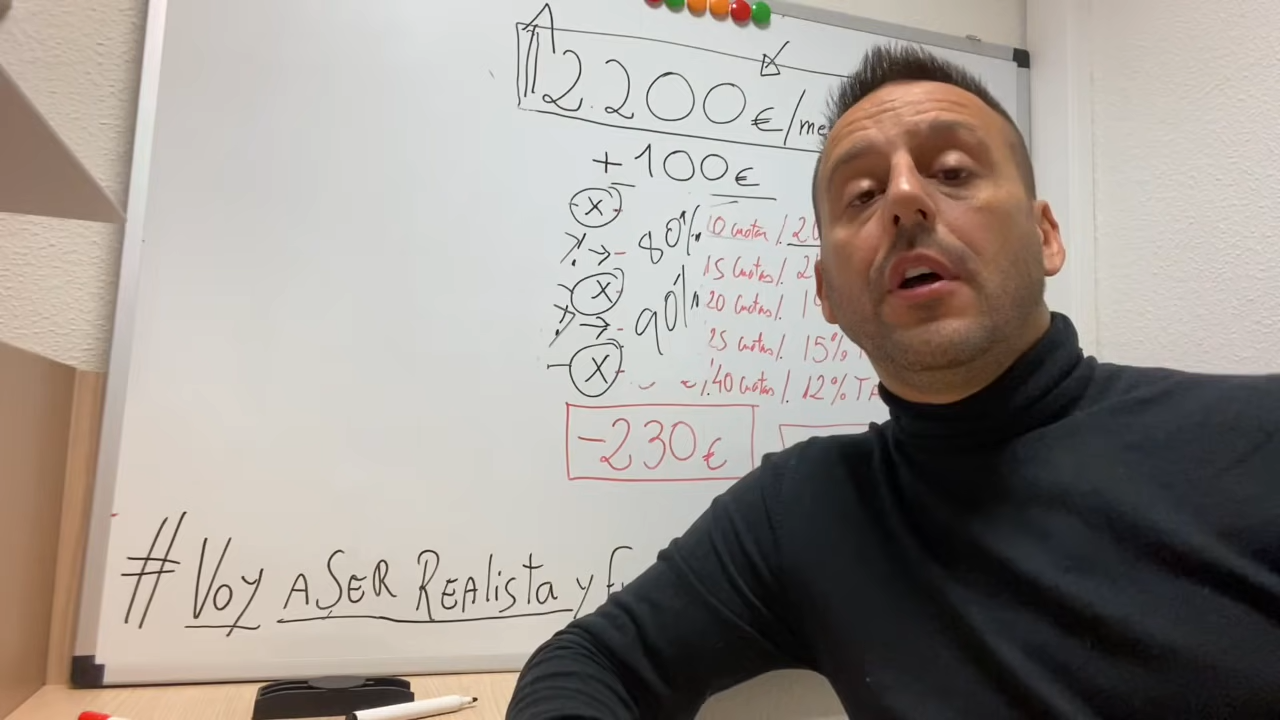 2.200€/me
+100€
X
80% 10 cuotas/. 20
15 cuotas/. 2
X
90% 20 cuotas/. 1
25 cuotas/. 15%
X
40 cuotas/. 12% TA
-230€
#Voy a SER Realista y